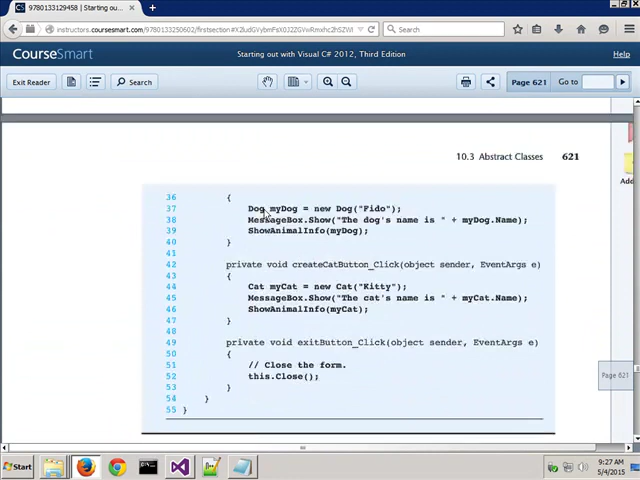 9780133129458 | Starting ou...
instructors.coursesmart.com/9780133250602/firstsection#X2ludGVybmFsX0J2ZGVwRmxhc2hSZWFk
Search
CourseSmart
Starting out with Visual C# 2012, Third Edition
Help
Exit Reader
Search
Page 621
Go to
10.3 Abstract Classes 621
Add
36 {
37 Dog myDog = new Dog("Fido");
38 MessageBox.Show("The dog's name is " + myDog.Name);
39 ShowAnimalInfo(myDog);
40 }
41
42 private void createCatButton_Click(object sender, EventArgs e)
43 {
44 Cat myCat = new Cat("Kitty");
45 MessageBox.Show("The cat's name is " + myCat.Name);
46 ShowAnimalInfo(myCat);
47 }
48
49 private void exitButton_Click(object sender, EventArgs e)
50 {
51 // Close the form.
52 this.Close();
53 }
54 }
55 }
Page 621
Start
9:27 AM
5/4/2015